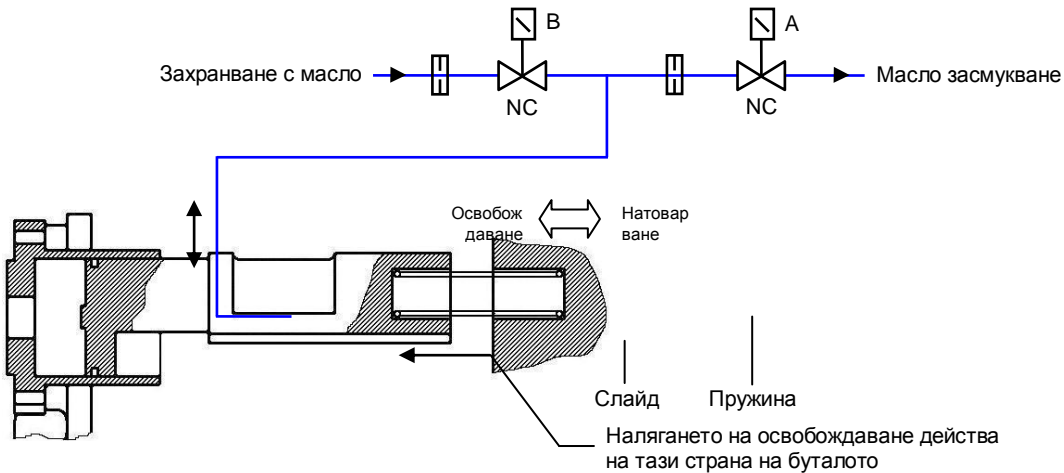 B
A
Захранване с масло
Масло засмукване
NC
NC
Освобож
даване
Натовар
ване
Слайд
Пружина
Налягането на освобождаване действа
на тази страна на буталото